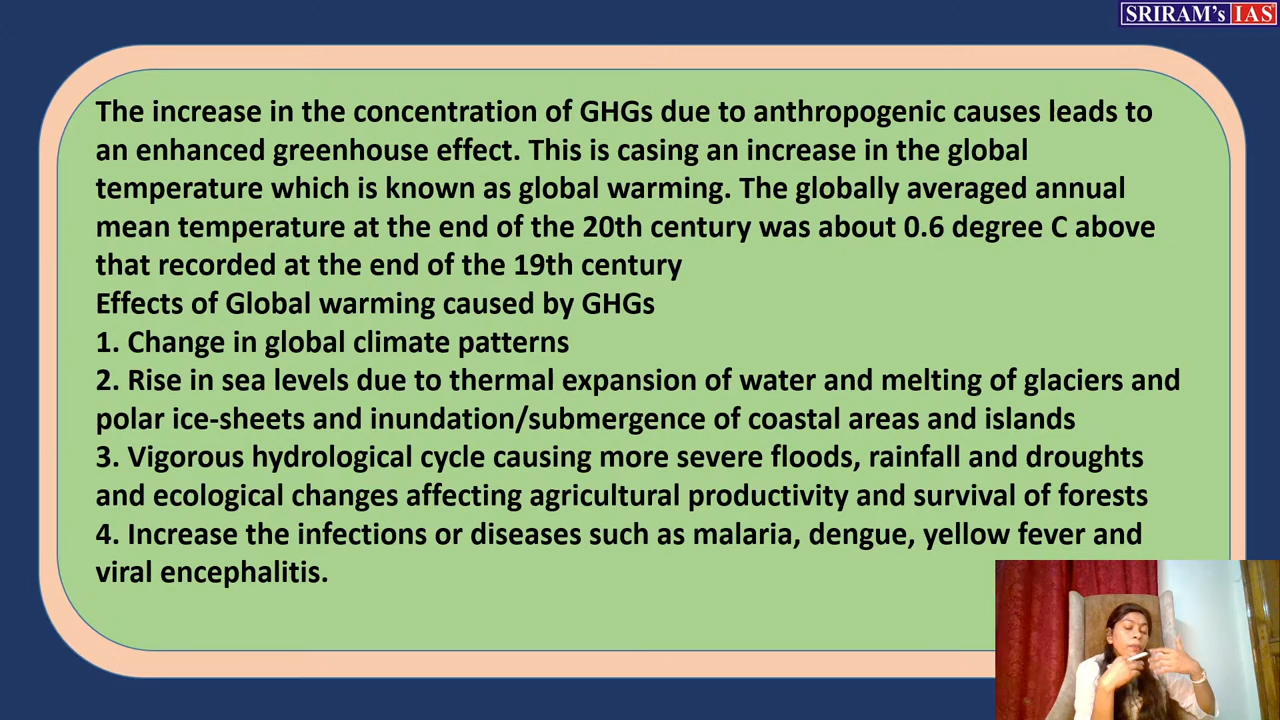 SRIRAM's IAS
The increase in the concentration of GHGs due to anthropogenic causes leads to
an enhanced greenhouse effect. This is casing an increase in the global
temperature which is known as global warming. The globally averaged annual
mean temperature at the end of the 20th century was about 0.6 degree C above
that recorded at the end of the 19th century
Effects of Global warming caused by GHGs
1. Change in global climate patterns
2. Rise in sea levels due to thermal expansion of water and melting of glaciers and
polar ice-sheets and inundation/submergence of coastal areas and islands
3. Vigorous hydrological cycle causing more severe floods, rainfall and droughts
and ecological changes affecting agricultural productivity and survival of forests
4. Increase the infections or diseases such as malaria, dengue, yellow fever and
viral encephalitis.